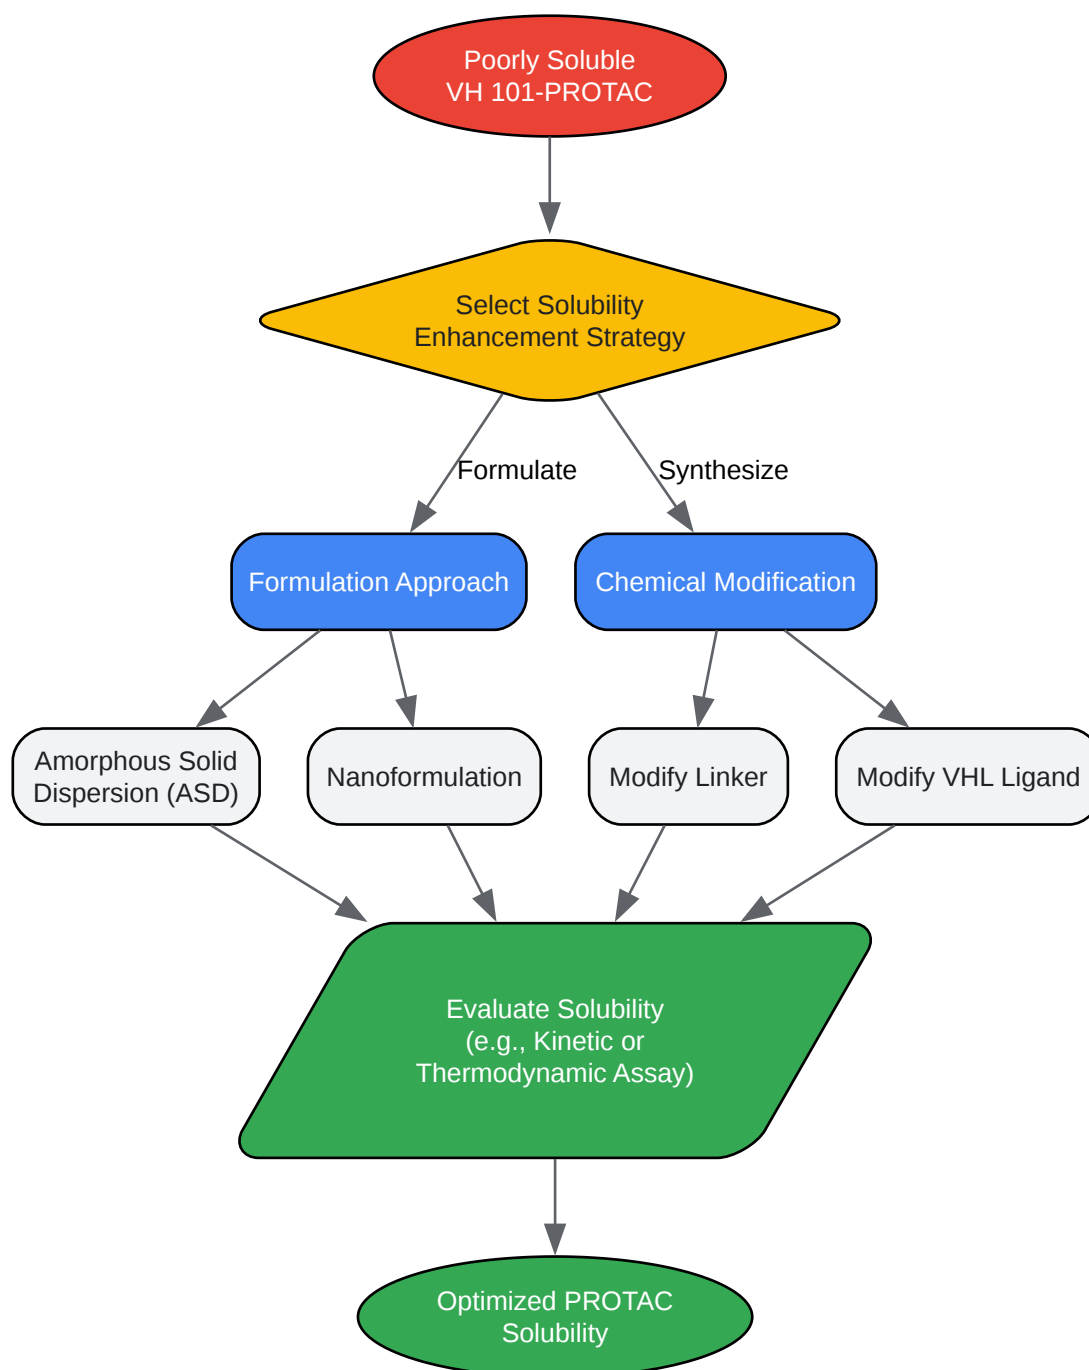 Poorly Soluble
VH 101-PROTAC
Select Solubility
Enhancement Strategy
Formulate
Synthesize
Formulation Approach
Chemical Modification
Amorphous Solid
Dispersion (ASD)
Nanoformulation
Modify Linker
Modify VHL Ligand
Evaluate Solubility
(e.g., Kinetic or
Thermodynamic Assay)
Optimized PROTAC
Solubility